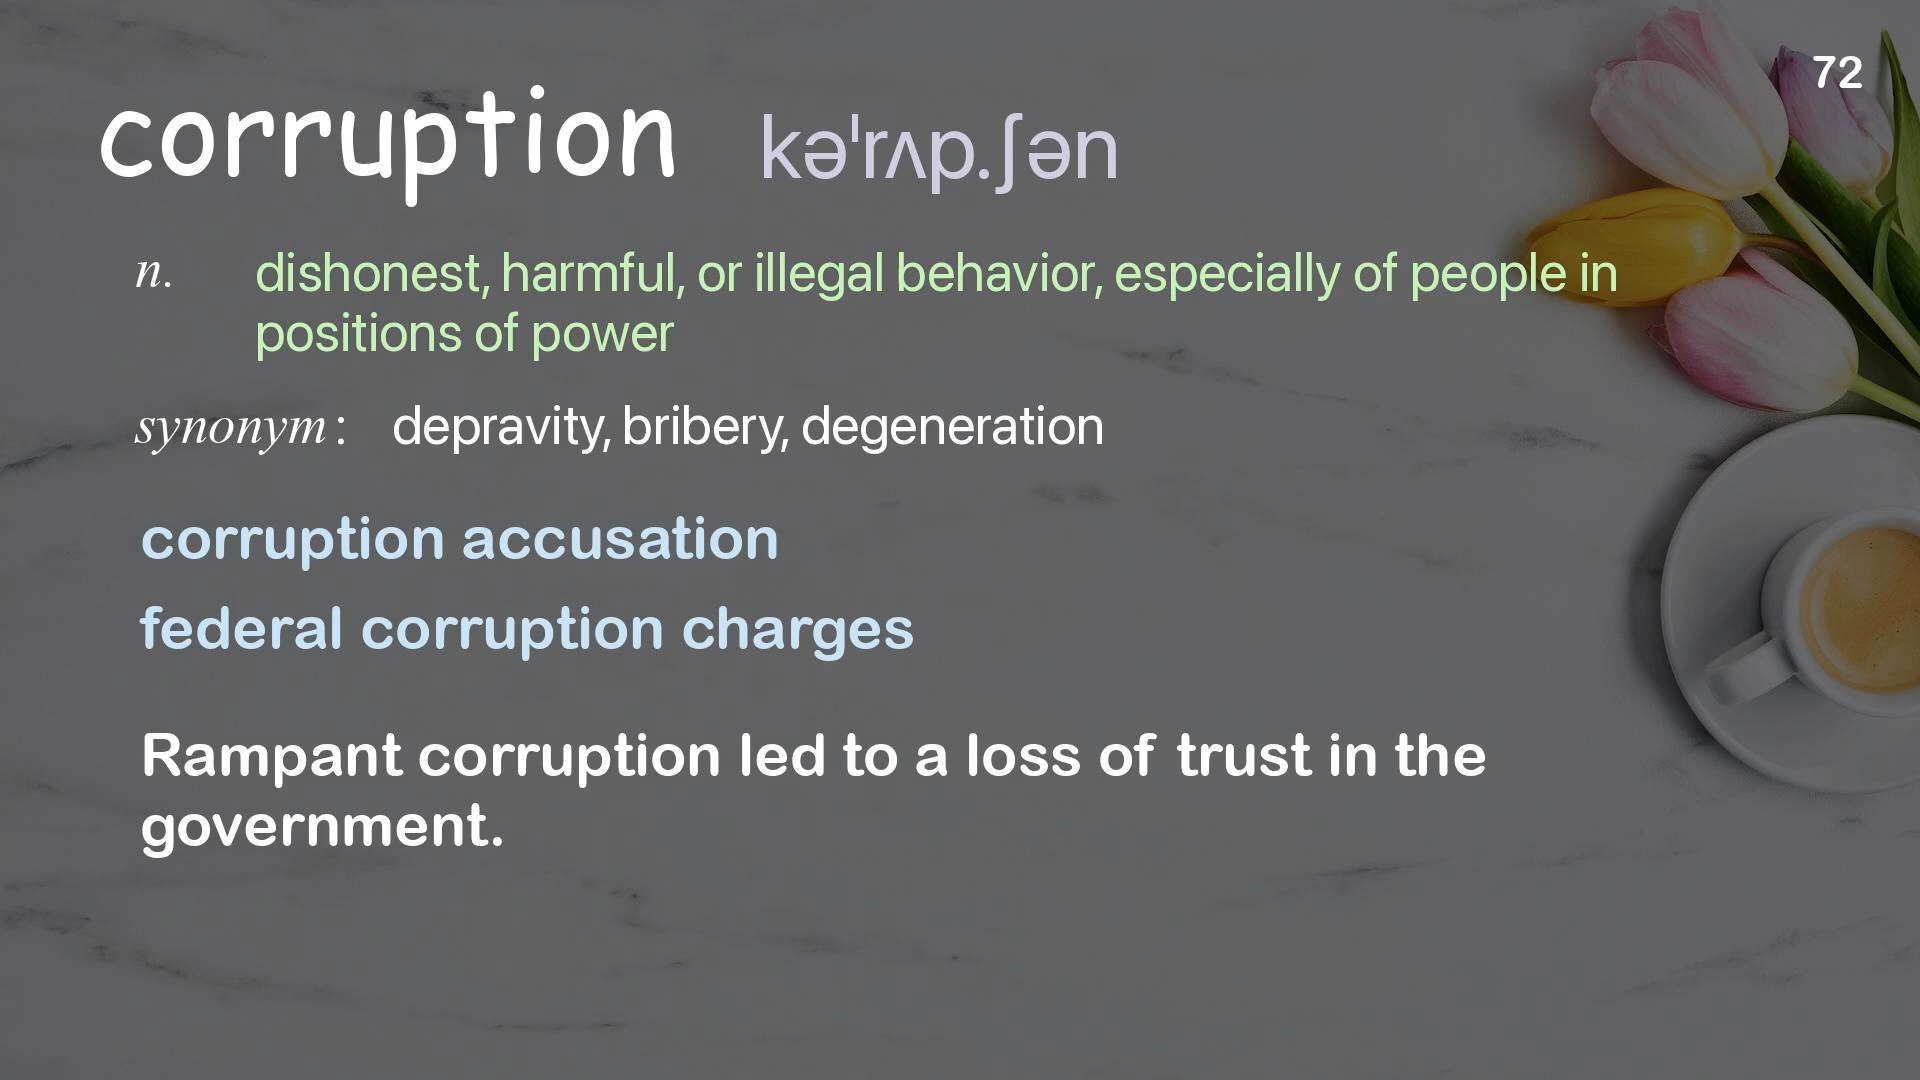 72
corruption kəˈrʌp.ʃən
n. dishonest, harmful, or illegal behavior, especially of people in
positions of power
synonym: depravity, bribery, degeneration
corruption accusation
federal corruption charges
Rampant corruption led to a loss of trust in the
government.